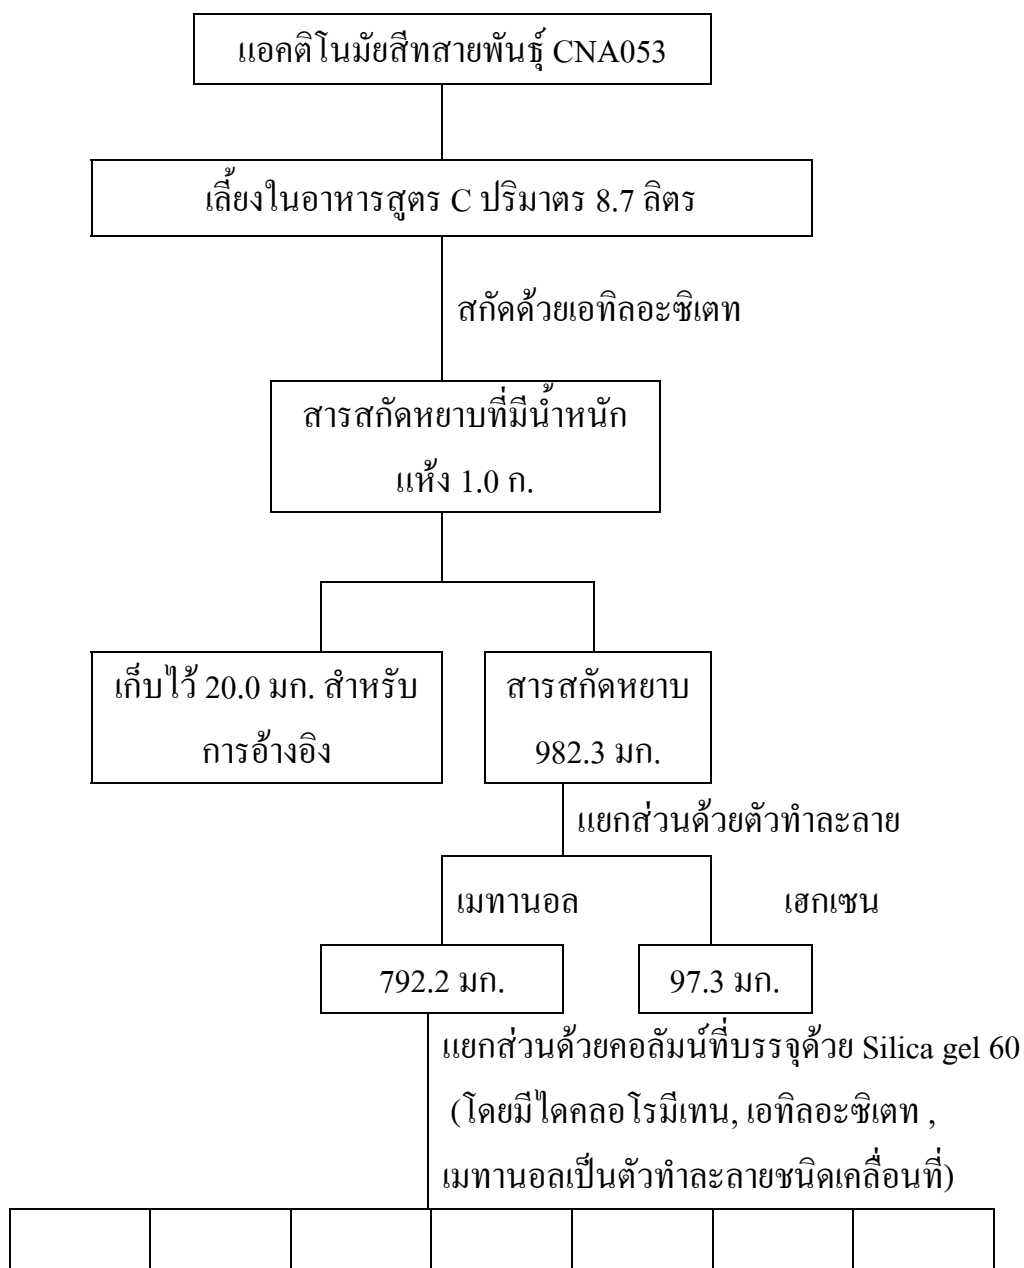 แอคติโนมัยสีทสายพันธุ์ CNA053
เลี้ยงในอาหารสูตร C ปริมาตร 8.7 ลิตร
สกัดด้วยเอทิลอะซิเตท
สารสกัดหยาบที่มีน้ำหนัก
แห้ง 1.0 ก.
เก็บไว้ 20.0 มก. สำหรับ
การอ้างอิง
สารสกัดหยาบ
982.3 มก.
แยกส่วนด้วยตัวทำละลาย
เมทานอล
เฮกเซน
792.2 มก.
97.3 มก.
แยกส่วนด้วยคอลัมน์ที่บรรจุด้วย Silica gel 60
(โดยมีไดคลอโรมีเทน, เอทิลอะซิเตท ,
เมทานอลเป็นตัวทำละลายชนิดเคลื่อนที่)